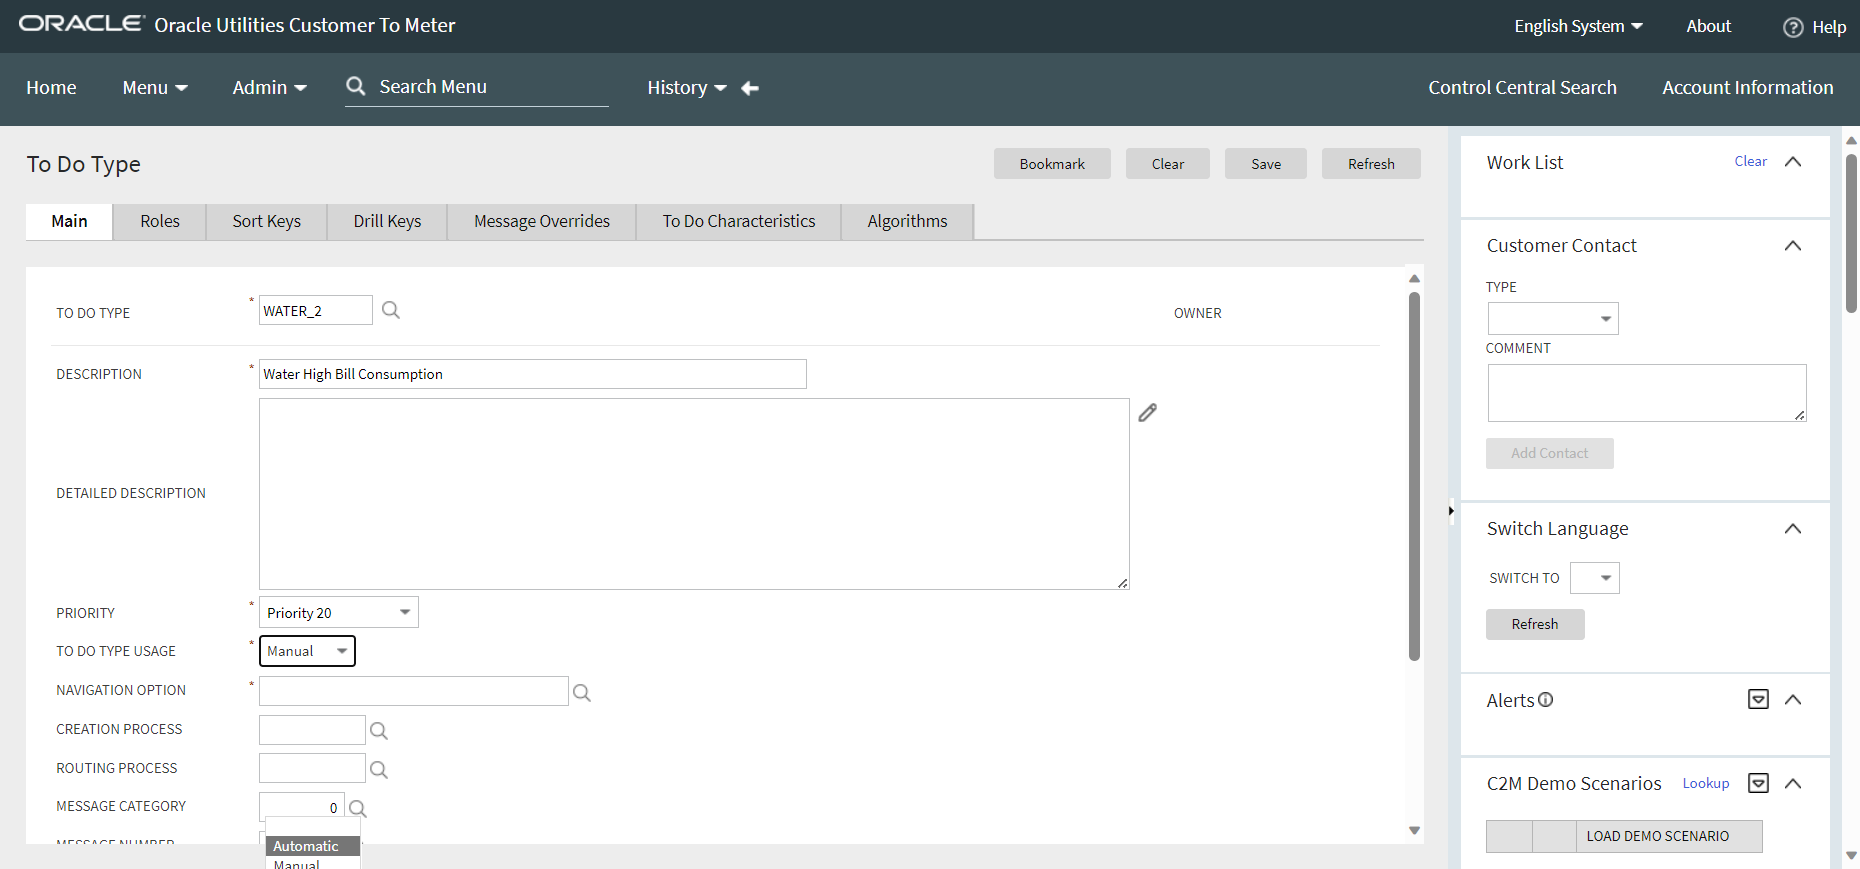 ORACLE Oracle Utilities Customer To Meter
English System
About
Help
Home
Menu
Admin
Search Menu
History
Control Central Search
Account Information
To Do Type
Bookmark
Clear
Save
Refresh
Main
Roles
Sort Keys
Drill Keys
Message Overrides
To Do Characteristics
Algorithms
TO DO TYPE * WATER_2
OWNER
DESCRIPTION * Water High Bill Consumption
DETAILED DESCRIPTION
PRIORITY * Priority 20
TO DO TYPE USAGE * Manual
NAVIGATION OPTION *
CREATION PROCESS
ROUTING PROCESS
MESSAGE CATEGORY 0
MESSAGE NUMBER
Automatic
Manual
Work List
Clear
Customer Contact
TYPE
COMMENT
Add Contact
Switch Language
SWITCH TO
Refresh
Alerts
C2M Demo Scenarios
Lookup
LOAD DEMO SCENARIO